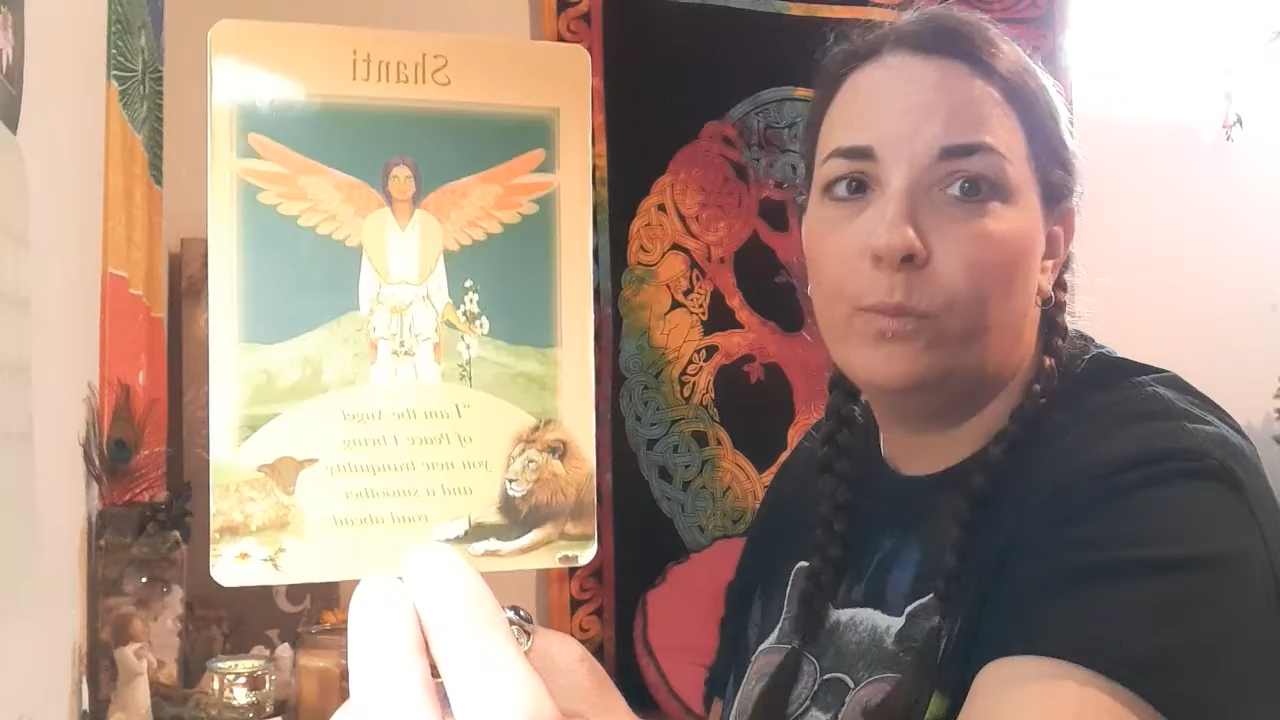 Shanti
"I am the Angel
of Peace. I bring
you new tranquility
and a smoother
road ahead.